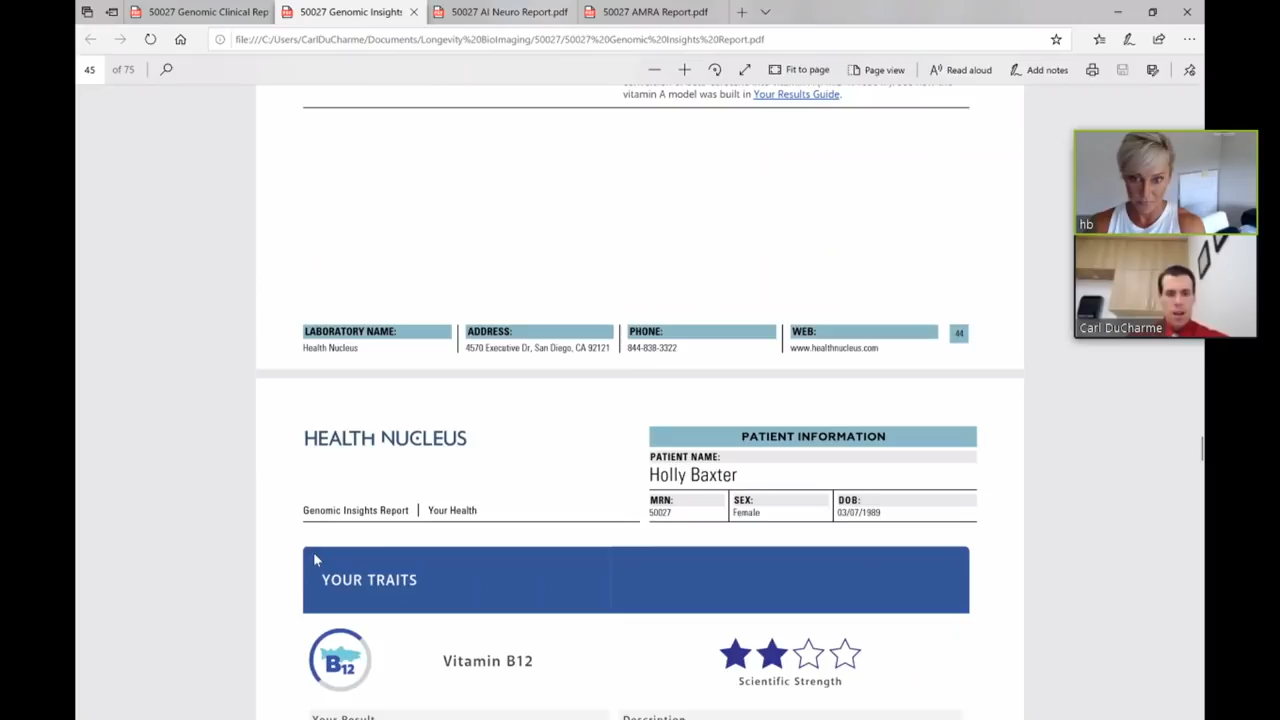 50027 Genomic Clinical Rep
50027 Genomic Insights
50027 AI Neuro Report.pdf
50027 AMRA Report.pdf
file:///C:/Users/CarlDuCharme/Documents/Longevity%20BioImaging/50027/50027%20Genomic%20Insights%20Report.pdf
45 of 75
Fit to page
Page view
Read aloud
Add notes
vitamin A model was built in Your Results Guide.
hb
Carl DuCharme
LABORATORY NAME: ADDRESS: PHONE: WEB: 44
Health Nucleus 4570 Executive Dr, San Diego, CA 92121 844-838-3322 www.healthnucleus.com
HEALTH NUCLEUS
PATIENT INFORMATION
PATIENT NAME:
Holly Baxter
MRN: SEX: DOB:
50027 Female 03/07/1989
Genomic Insights Report Your Health
YOUR TRAITS
B12
Vitamin B12
Scientific Strength
Your Result
Description